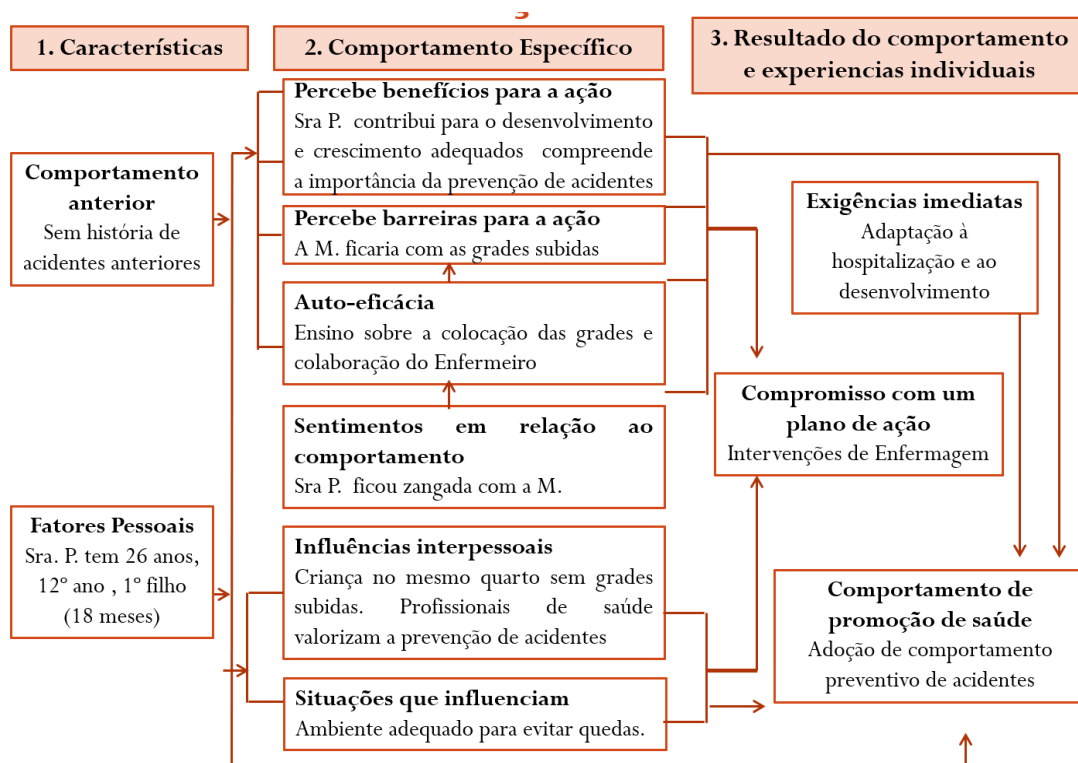 1. Características
2. Comportamento Específico
3. Resultado do comportamento
e experiencias individuais
Comportamento
anterior
Sem história de
acidentes anteriores
Fatores Pessoais
Sra. P. tem 26 anos,
12º ano , 1º filho
(18 meses)
Percebe benefícios para a ação
Sra P. contribui para o desenvolvimento
e crescimento adequados compreende
a importância da prevenção de acidentes
Percebe barreiras para a ação
A M. ficaria com as grades subidas
Auto-eficácia
Ensino sobre a colocação das grades e
colaboração do Enfermeiro
Sentimentos em relação ao
comportamento
Sra P. ficou zangada com a M.
Influências interpessoais
Criança no mesmo quarto sem grades
subidas. Profissionais de saúde
valorizam a prevenção de acidentes
Situações que influenciam
Ambiente adequado para evitar quedas.
Exigências imediatas
Adaptação à
hospitalização e ao
desenvolvimento
Compromisso com um
plano de ação
Intervenções de Enfermagem
Comportamento de
promoção de saúde
Adoção de comportamento
preventivo de acidentes